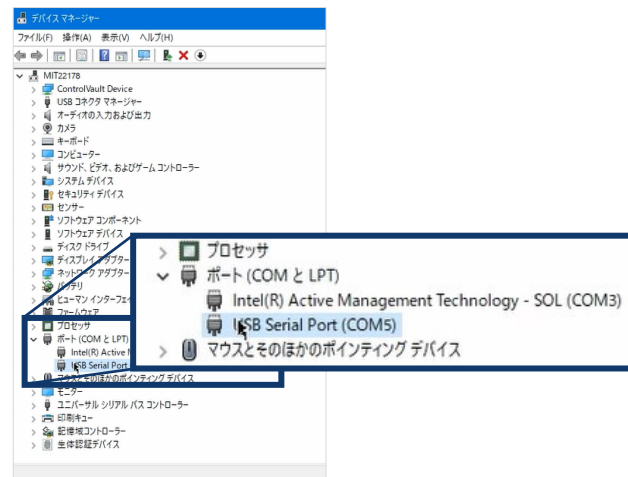 デバイス マネージャー
ファイル(F) 操作(A) 表示(V) ヘルプ(H)
MIT22178
ControlVault Device
USB コネクタ マネージャー
オーディオの入力および出力
カメラ
キーボード
コンピューター
サウンド、ビデオ、およびゲーム コントローラー
システム デバイス
セキュリティ デバイス
センサー
ソフトウェア コンポーネント
ソフトウェア デバイス
ディスク ドライブ
ディスプレイ アダプター
ネットワーク アダプター
バッテリ
ヒューマン インターフェイ
ファームウェア
プロセッサ
ポート (COM と LPT)
Intel(R) Active M
USB Serial Port
マウスとそのほかのポインティング デバイス
モニター
ユニバーサル シリアル バス コントローラー
印刷キュー
記憶域コントローラー
生体認証デバイス
プロセッサ
ポート (COM と LPT)
Intel(R) Active Management Technology - SOL (COM3)
USB Serial Port (COM5)
マウスとそのほかのポインティング デバイス